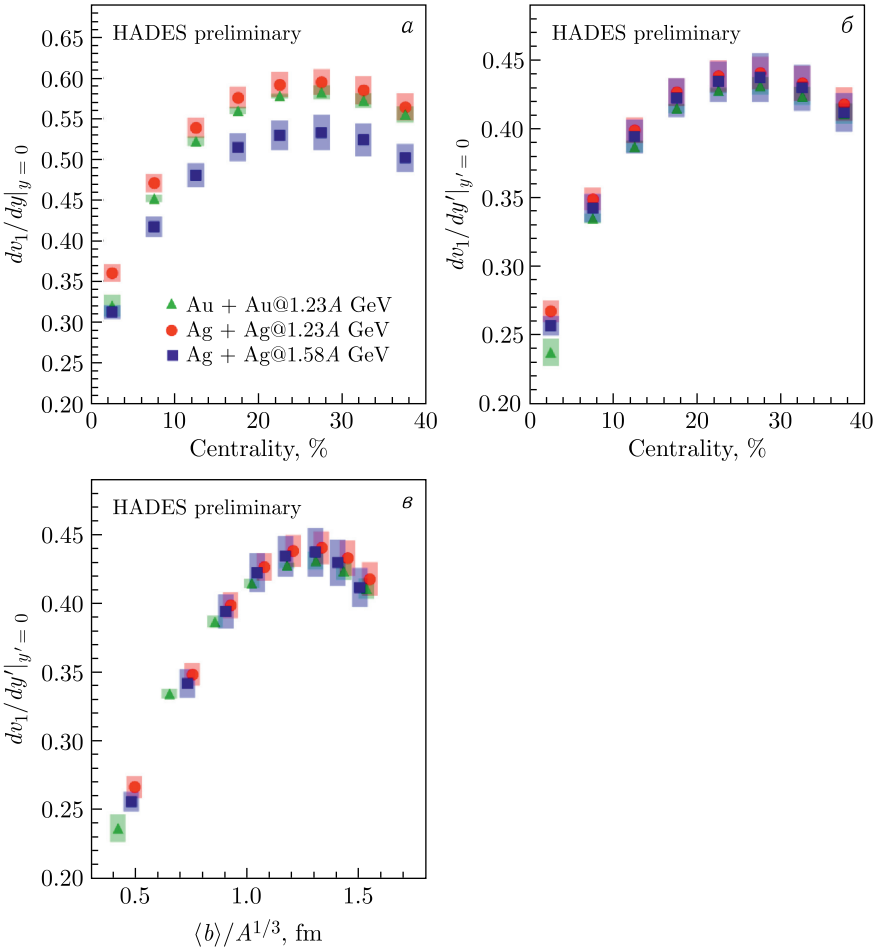 HADES preliminary
а
0.65
0.60
0.55
0.50
0.45
0.40
0.35
0.30
0.25
0.20
dv₁/dy|y = 0
Au + Au@1.23A GeV
Ag + Ag@1.23A GeV
Ag + Ag@1.58A GeV
0 10 20 30 40
Centrality, %
HADES preliminary
б
0.45
0.40
0.35
0.30
0.25
0.20
dv₁/dy′|y′ = 0
0 10 20 30 40
Centrality, %
HADES preliminary
в
0.45
0.40
0.35
0.30
0.25
0.20
dv₁/dy′|y′ = 0
0.5 1.0 1.5
⟨b⟩/A^1/3, fm